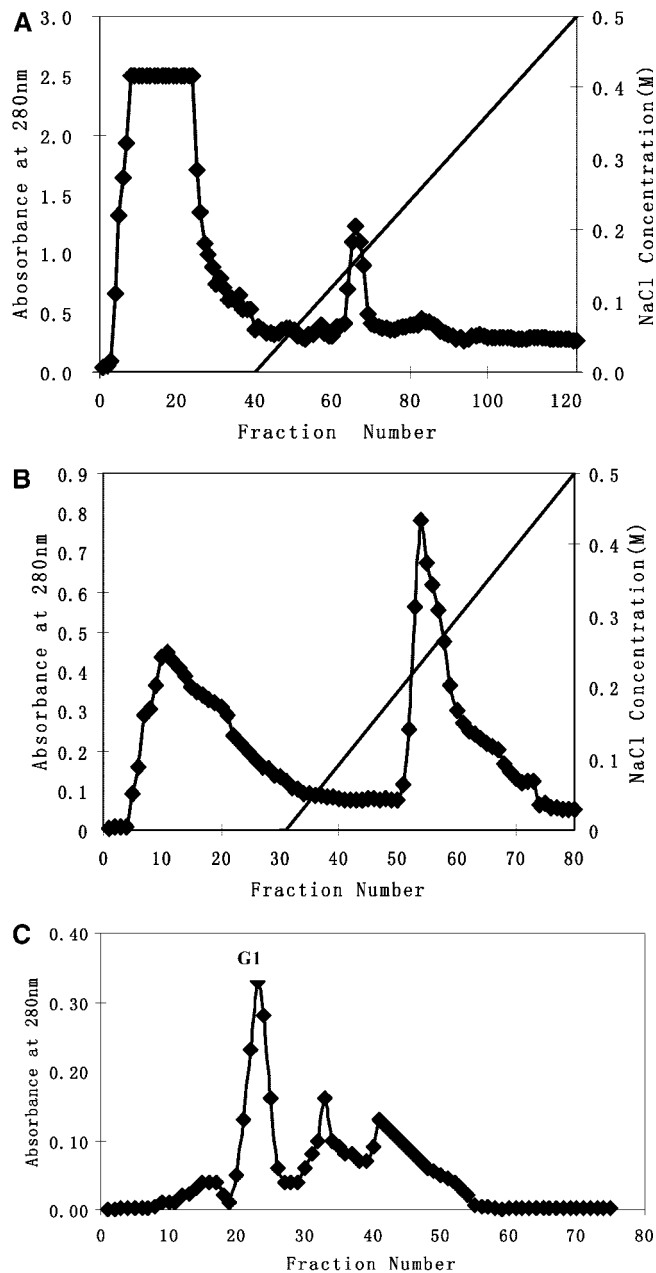 A
3.0
2.5
2.0
1.5
1.0
0.5
0.0
Abosorbance at 280nm
0.5
0.4
0.3
0.2
0.1
0.0
NaCl Concentration(M)
0 20 40 60 80 100 120
Fraction Number
B
0.9
0.8
0.7
0.6
0.5
0.4
0.3
0.2
0.1
0
Absorbance at 280nm
0.5
0.4
0.3
0.2
0.1
0
NaCl Concentration(M)
0 10 20 30 40 50 60 70 80
Fraction Number
C
0.40
0.30
0.20
0.10
0.00
Absorbance at 280nm
G1
0 10 20 30 40 50 60 70 80
Fraction Number